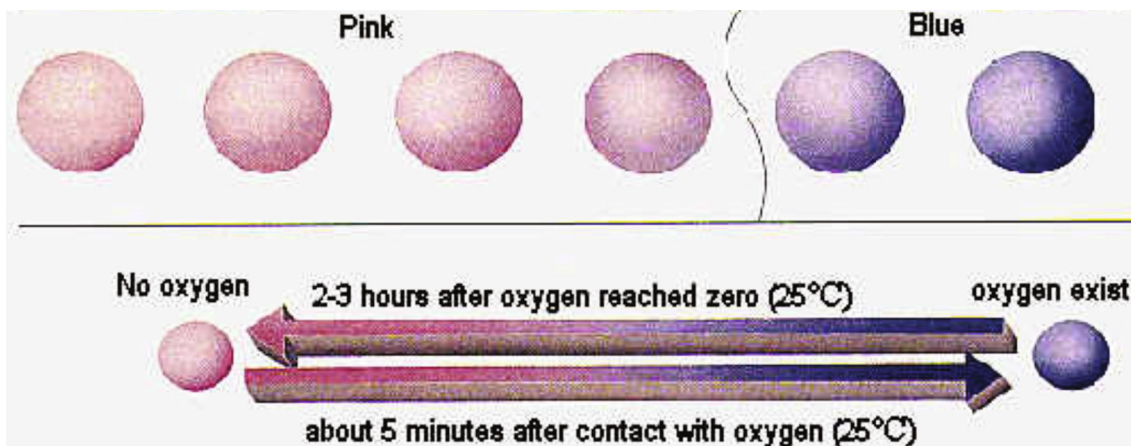 Pink
Blue
No oxygen
2-3 hours after oxygen reached zero (25°C)
oxygen exist
about 5 minutes after contact with oxygen (25°C)